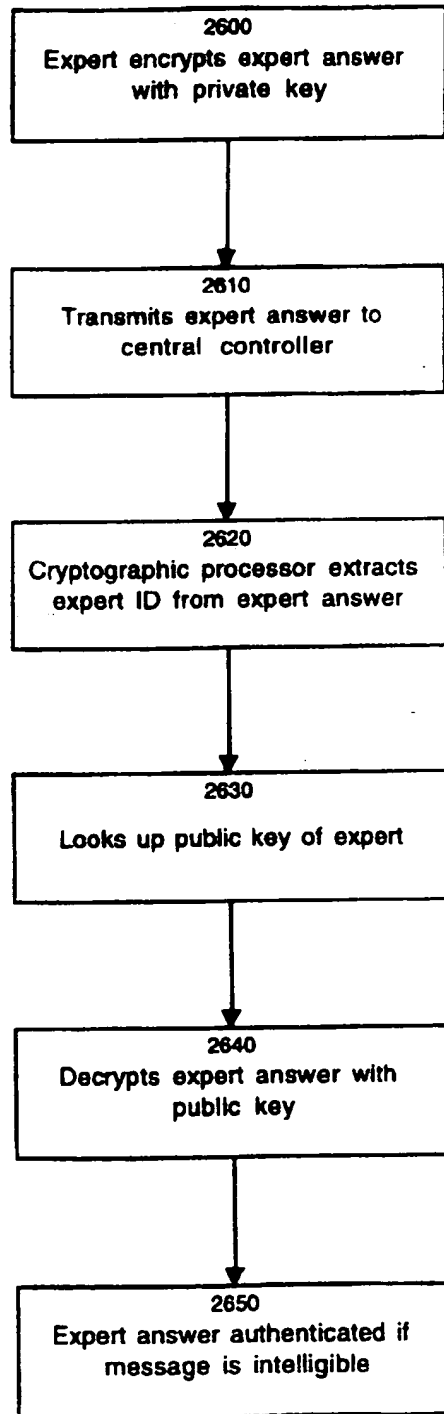 2600
Expert encrypts expert answer
with private key
2610
Transmits expert answer to
central controller
2620
Cryptographic processor extracts
expert ID from expert answer
2630
Looks up public key of expert
2640
Decrypts expert answer with
public key
2650
Expert answer authenticated if
message is intelligible